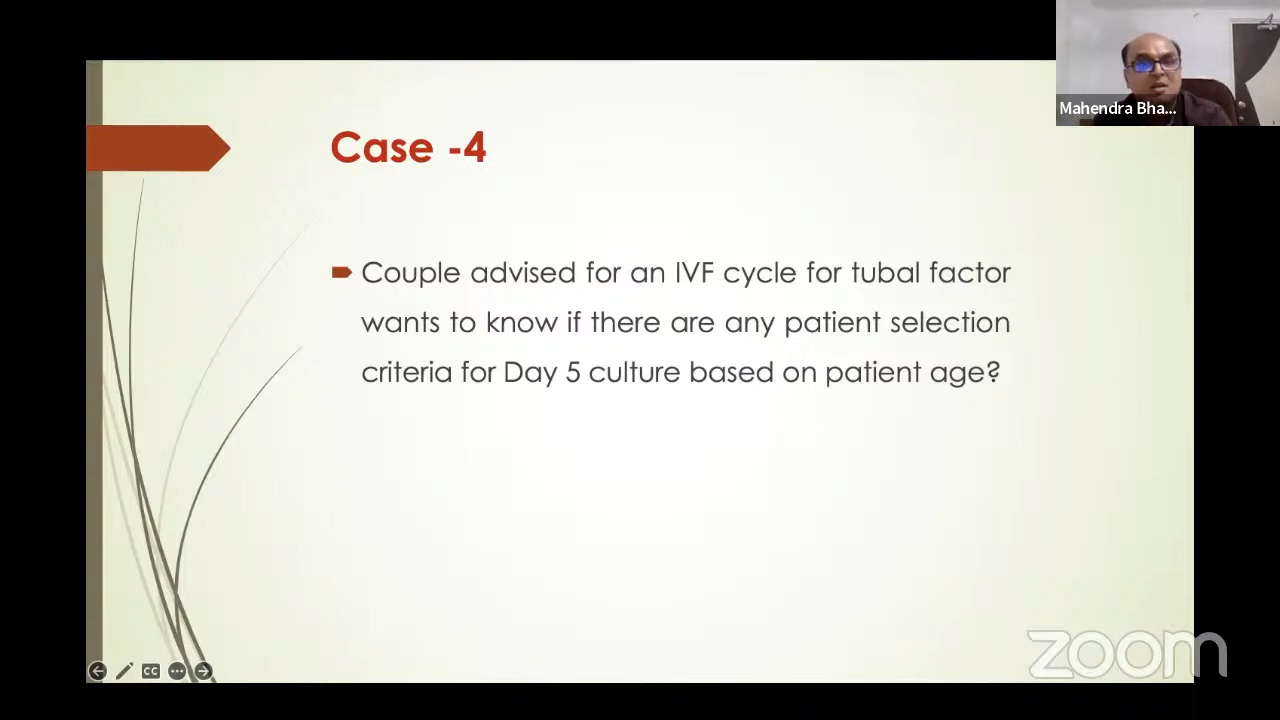 Mahendra Bha...
Case -4
Couple advised for an IVF cycle for tubal factor
wants to know if there are any patient selection
criteria for Day 5 culture based on patient age?
CC
zoom